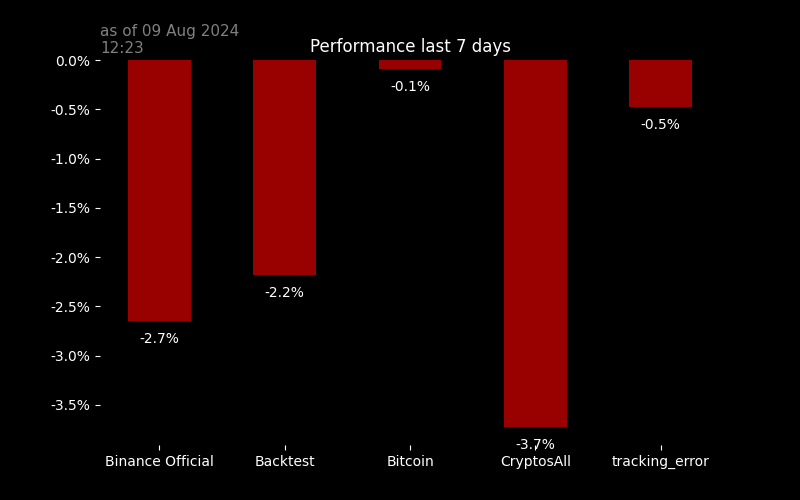 as of 09 Aug 2024
12:23
Performance last 7 days
0.0%
-0.5%
-1.0%
-1.5%
-2.0%
-2.5%
-3.0%
-3.5%
-2.7%
-2.2%
-0.1%
-3.7%
-0.5%
Binance Official
Backtest
Bitcoin
CryptosAll
tracking_error